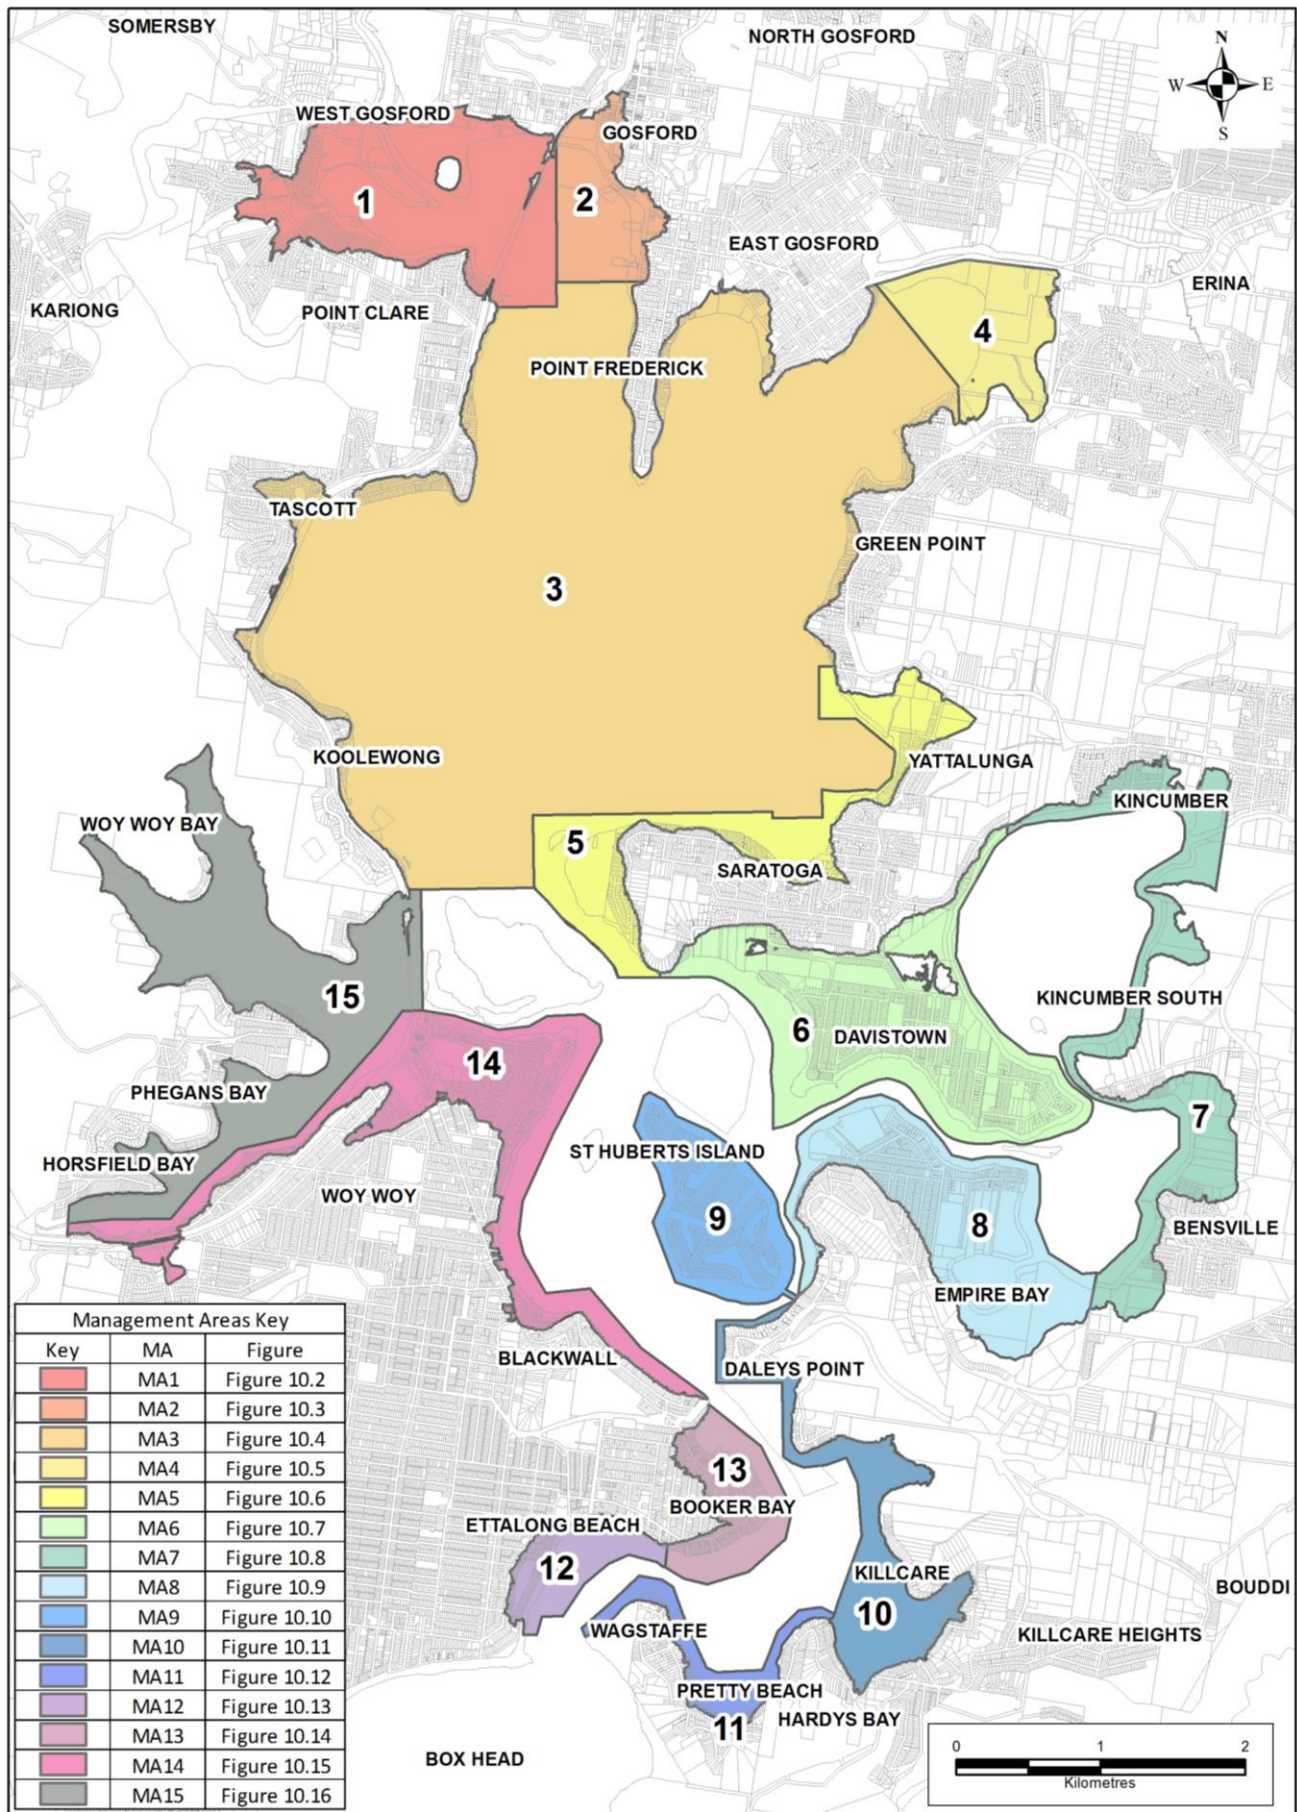 SOMERSBY
NORTH GOSFORD
N
W E
S
WEST GOSFORD
GOSFORD
1
2
EAST GOSFORD
ERINA
KARIONG
POINT CLARE
4
POINT FREDERICK
TASCOTT
GREEN POINT
3
KOOLEWONG
YATTALUNGA
KINCUMBER
WOY WOY BAY
5
SARATOGA
15
KINCUMBER SOUTH
6
DAVISTOWN
14
PHEGANS BAY
7
ST HUBERTS ISLAND
HORSFIELD BAY
WOY WOY
9
8
BENSVILLE
EMPIRE BAY
BLACKWALL
DALEYS POINT
13
BOOKER BAY
ETTALONG BEACH
12
KILLCARE
BOUDDI
10
WAGSTAFFE
KILLCARE HEIGHTS
PRETTY BEACH
11
HARDYS BAY
BOX HEAD
Management Areas Key
Key MA Figure
MA1 Figure 10.2
MA2 Figure 10.3
MA3 Figure 10.4
MA4 Figure 10.5
MA5 Figure 10.6
MA6 Figure 10.7
MA7 Figure 10.8
MA8 Figure 10.9
MA9 Figure 10.10
MA10 Figure 10.11
MA11 Figure 10.12
MA12 Figure 10.13
MA13 Figure 10.14
MA14 Figure 10.15
MA15 Figure 10.16
0 1 2
Kilometres